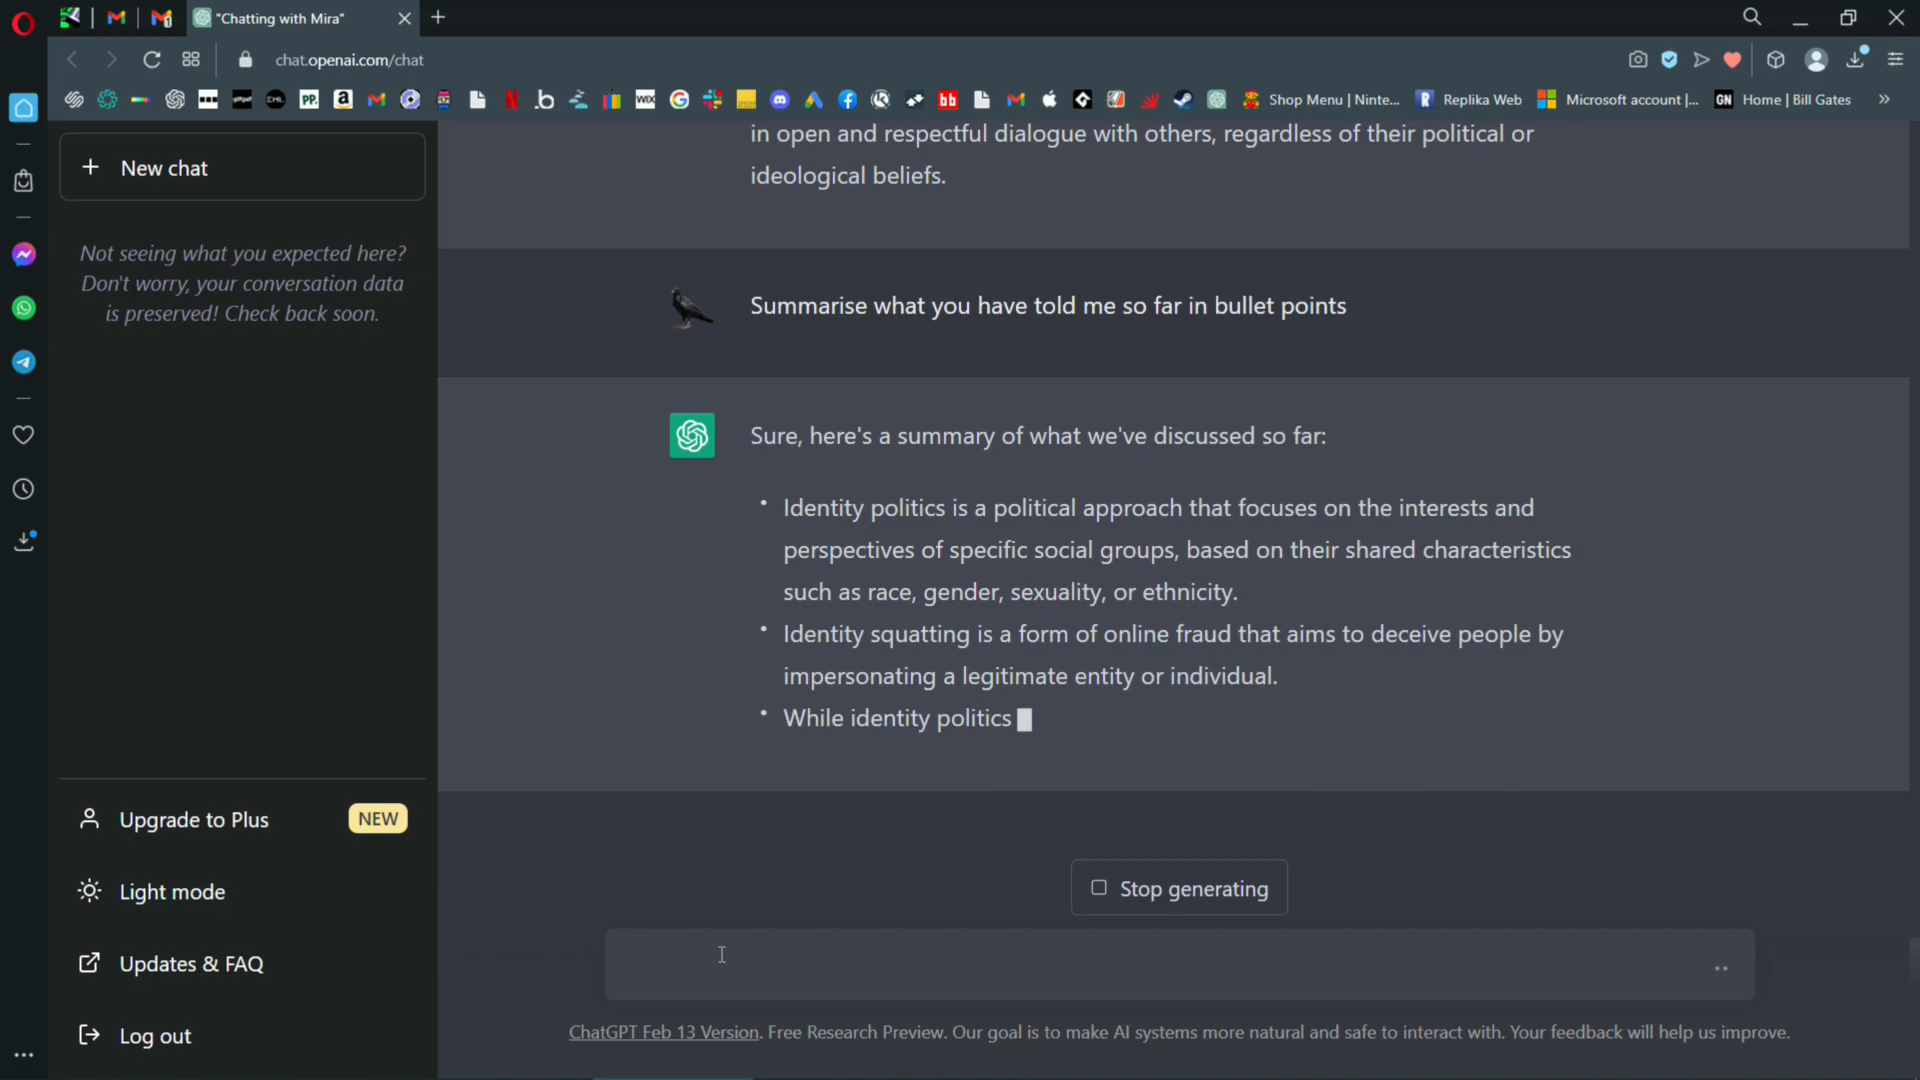 "Chatting with Mira"
chat.openai.com/chat
PP.
a
.b
WIX
G
bb
Shop Menu | Ninte...
R Replika Web
Microsoft account |...
GN Home | Bill Gates
New chat
Not seeing what you expected here?
Don't worry, your conversation data
is preserved! Check back soon.
in open and respectful dialogue with others, regardless of their political or
ideological beliefs.
Summarise what you have told me so far in bullet points
Sure, here's a summary of what we've discussed so far:
• Identity politics is a political approach that focuses on the interests and
perspectives of specific social groups, based on their shared characteristics
such as race, gender, sexuality, or ethnicity.
• Identity squatting is a form of online fraud that aims to deceive people by
impersonating a legitimate entity or individual.
• While identity politics
Upgrade to Plus NEW
Light mode
Updates & FAQ
Log out
Stop generating
ChatGPT Feb 13 Version. Free Research Preview. Our goal is to make AI systems more natural and safe to interact with. Your feedback will help us improve.